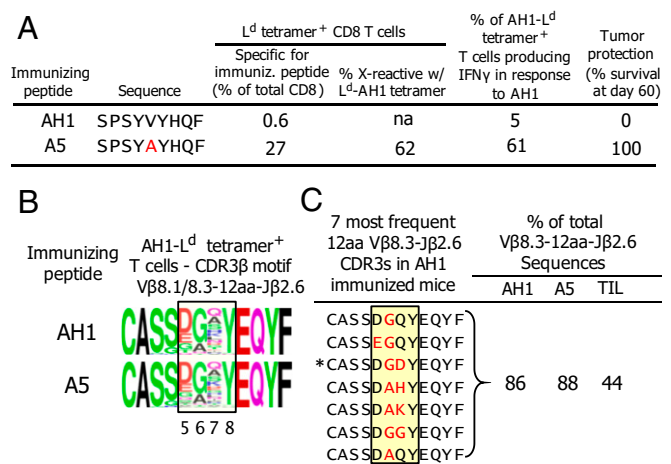 A
L^d tetramer+ CD8 T cells
% of AH1-L^d
tetramer+
T cells producing
IFNγ in response
to AH1
Tumor
protection
(% survival
at day 60)
Immunizing
peptide
Sequence
Specific for
immuniz. peptide
(% of total CD8)
% X-reactive w/
L^d-AH1 tetramer
AH1 SPSYVYHQF 0.6 na 5 0
A5 SPSYAYHQF 27 62 61 100
B
Immunizing
peptide
AH1-L^d tetramer+
T cells - CDR3β motif
Vβ8.1/8.3-12aa-Jβ2.6
AH1 CASS YEQYF
A5 CASS YEQYF
5 6 7 8
C
7 most frequent
12aa Vβ8.3-Jβ2.6
CDR3s in AH1
immunized mice
% of total
Vβ8.3-12aa-Jβ2.6
Sequences
AH1 A5 TIL
CASSDGQYEQYF
CASSEGQYEQYF
*CASSDGDYEQYF
CASSDAHYEQYF 86 88 44
CASSDAKYEQYF
CASSDGGYEQYF
CASSDAQYEQYF